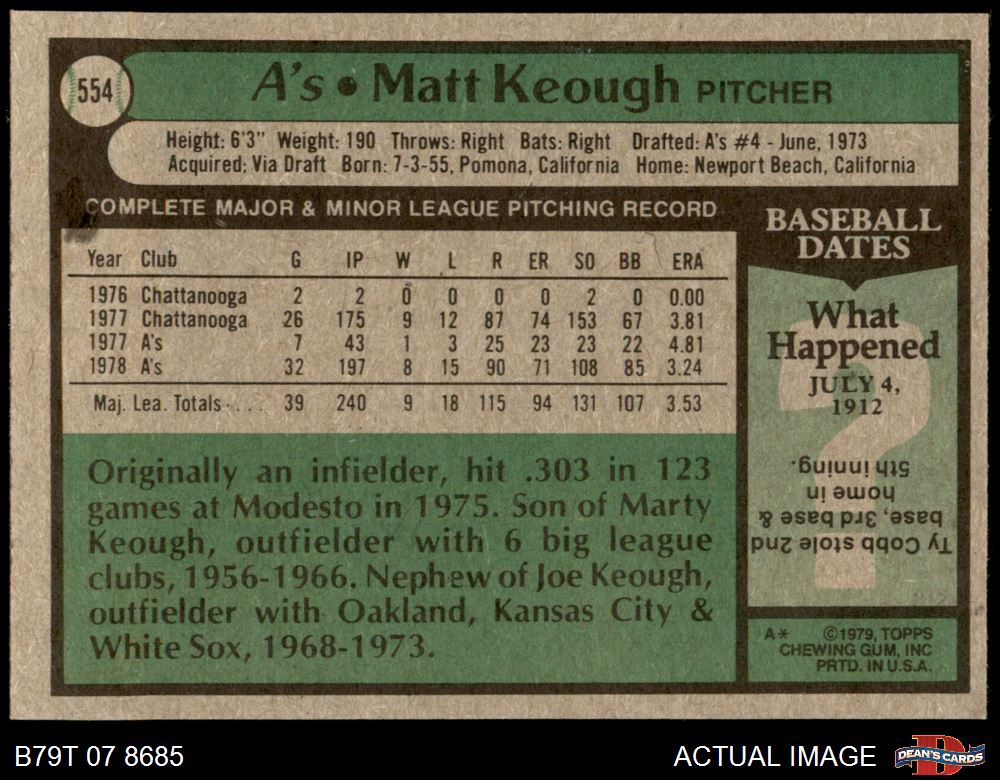 554
A's • Matt Keough PITCHER
Height: 6'3" Weight: 190 Throws: Right Bats: Right Drafted: A's #4 - June, 1973
Acquired: Via Draft Born: 7-3-55, Pomona, California Home: Newport Beach, California
COMPLETE MAJOR & MINOR LEAGUE PITCHING RECORD
Year Club G IP W L R ER SO BB ERA
1976 Chattanooga 2 2 0 0 0 0 2 0 0.00
1977 Chattanooga 26 175 9 12 87 74 153 67 3.81
1977 A's 7 43 1 3 25 23 23 22 4.81
1978 A's 32 197 8 15 90 71 108 85 3.24
Maj. Lea. Totals . . . . 39 240 9 18 115 94 131 107 3.53
Originally an infielder, hit .303 in 123
games at Modesto in 1975. Son of Marty
Keough, outfielder with 6 big league
clubs, 1956-1966. Nephew of Joe Keough,
outfielder with Oakland, Kansas City &
White Sox, 1968-1973.
BASEBALL
DATES
What
Happened
JULY 4,
1912
Ty Cobb stole 2nd
base, 3rd base &
home in
5th inning.
A* ©1979, TOPPS
CHEWING GUM, INC
PRTD. IN U.S.A.
B79T 07 8685
ACTUAL IMAGE
DEAN'S CARDS